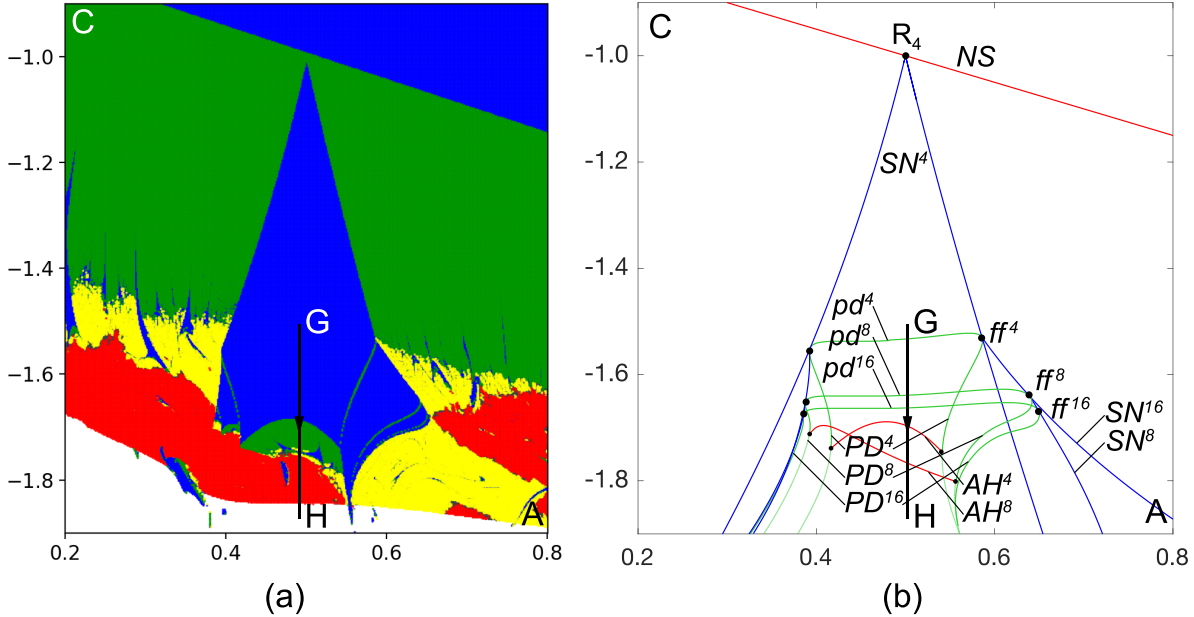 C
−1.0
−1.2
−1.4
−1.6
−1.8
G
H
A
0.2
0.4
0.6
0.8
(a)
C
-1.0
-1.2
-1.4
-1.6
-1.8
R4
NS
SN4
pd4
pd8
pd16
G
ff4
ff8
ff16
SN16
SN8
PD4
PD8
PD16
AH4
AH8
H
A
0.2
0.4
0.6
0.8
(b)